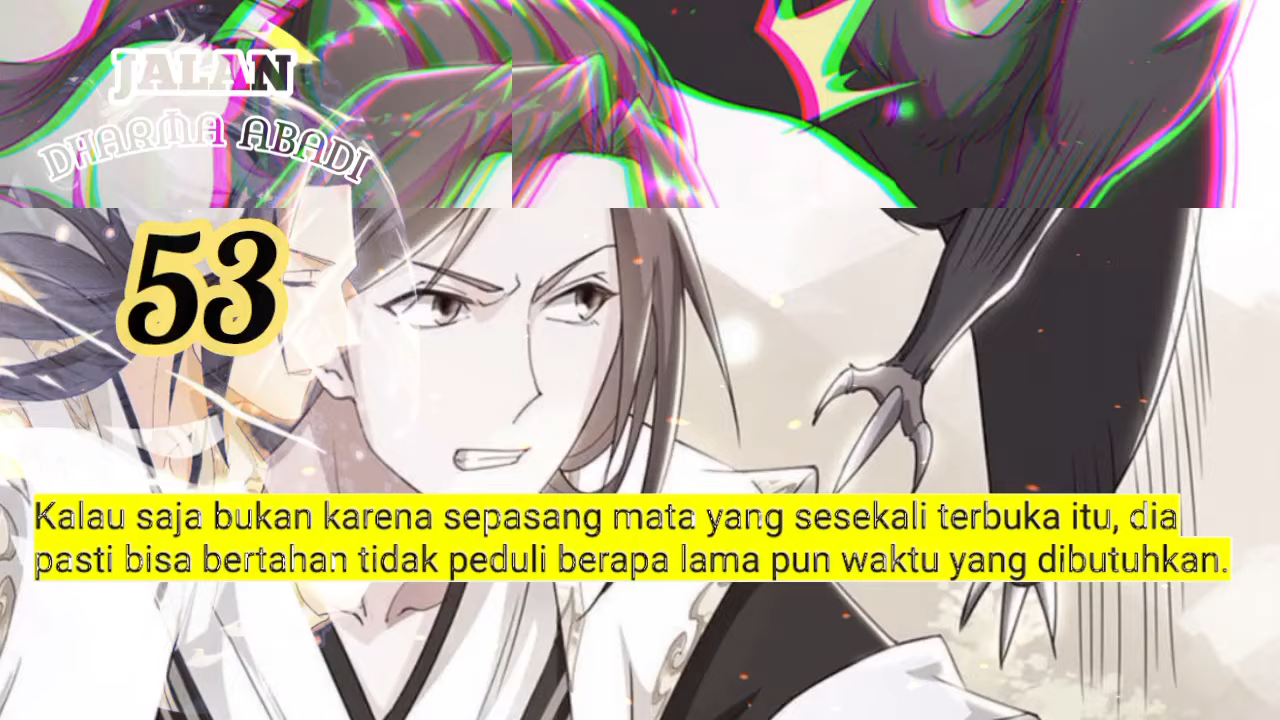 JALAN
DHARMA ABADI
53
Kalau saja bukan karena sepasang mata yang sesekali terbuka itu, dia
pasti bisa bertahan tidak peduli berapa lama pun waktu yang dibutuhkan.